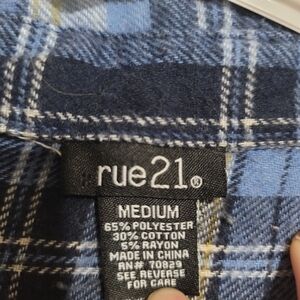 rue21®
MEDIUM
65% POLYESTER
30% COTTON
5% RAYON
MADE IN CHINA
RN# 70829
SEE REVERSE
FOR CARE